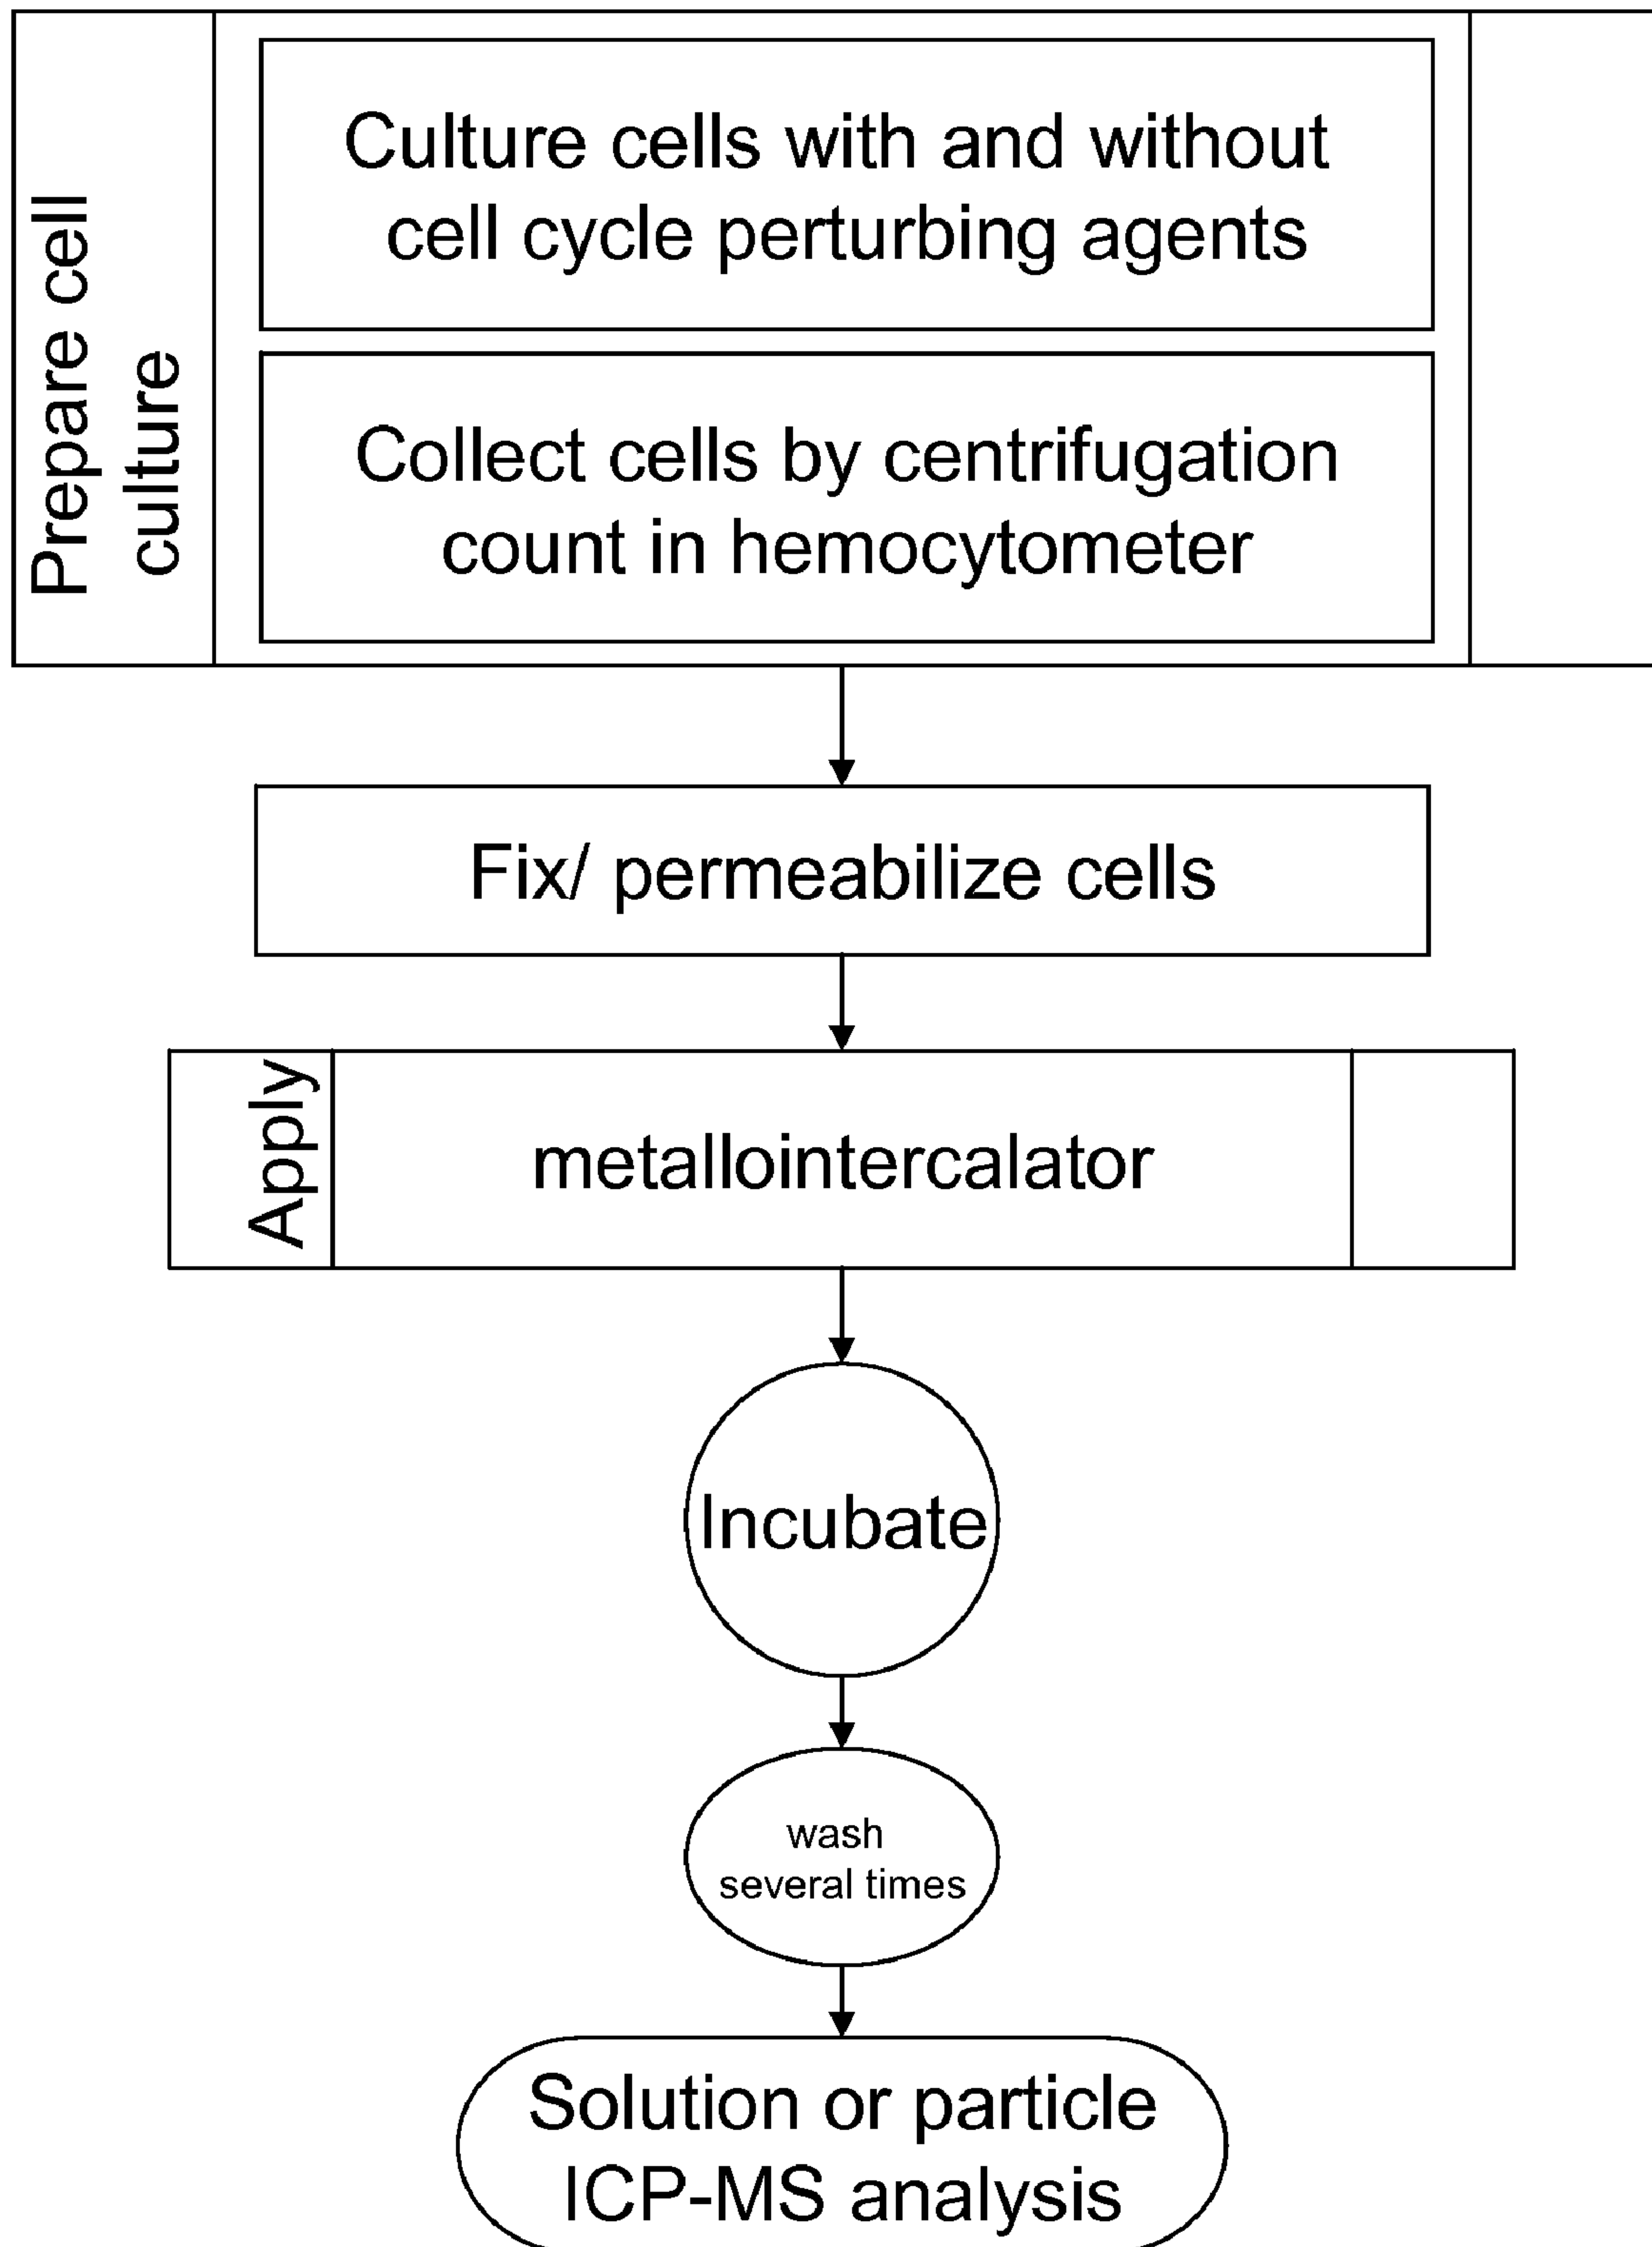 Prepare cell
culture
Culture cells with and without
cell cycle perturbing agents
Collect cells by centrifugation
count in hemocytometer
Fix/ permeabilize cells
Apply
metallointercalator
Incubate
wash
several times
Solution or particle
ICP-MS analysis